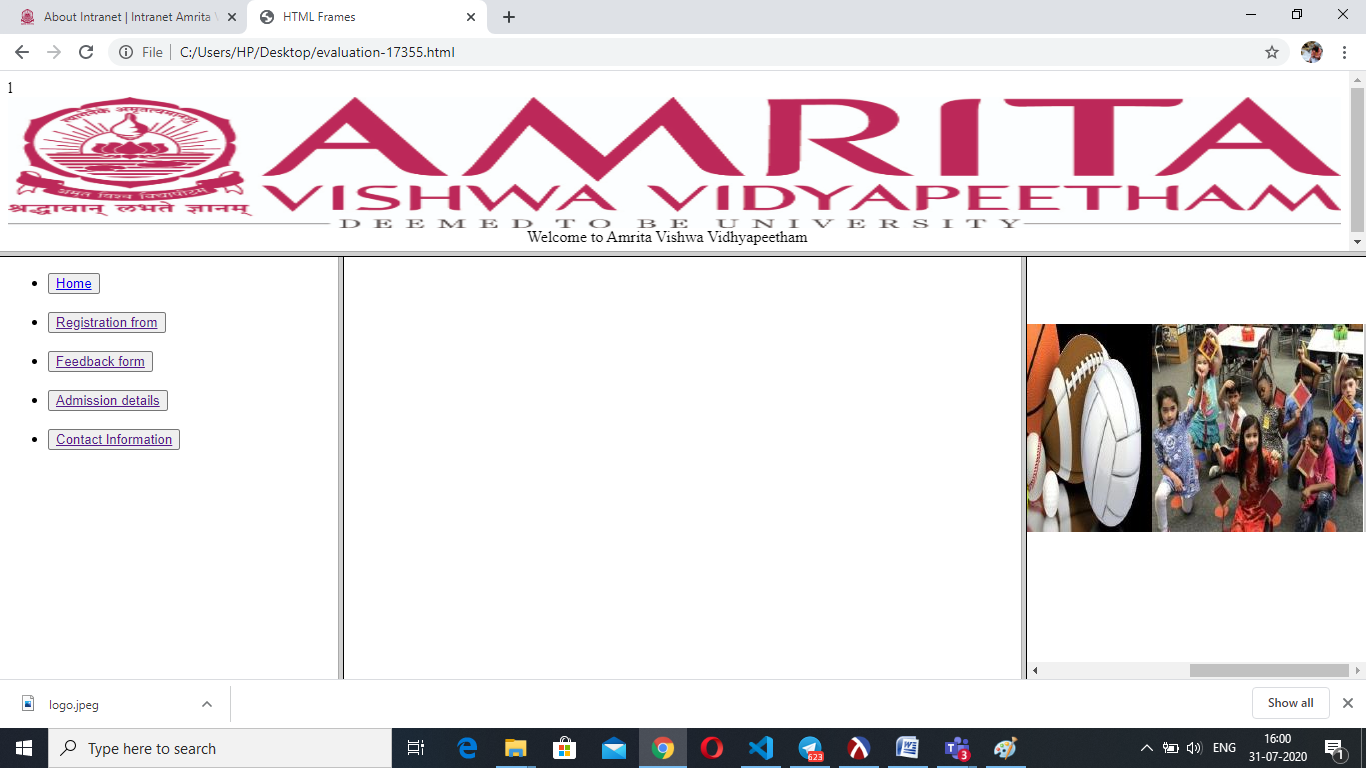 About Intranet | Intranet Amrita
HTML Frames
File
C:/Users/HP/Desktop/evaluation-17355.html
1
AMRITA
VISHWA VIDYAPEETHAM
श्रद्धावान् लभते ज्ञानम्
DEEMED TO BE UNIVERSITY
Welcome to Amrita Vishwa Vidhyapeetham
Home
Registration from
Feedback form
Admission details
Contact Information
logo.jpeg
Show all
Type here to search
623
3
ENG
16:00
31-07-2020
1